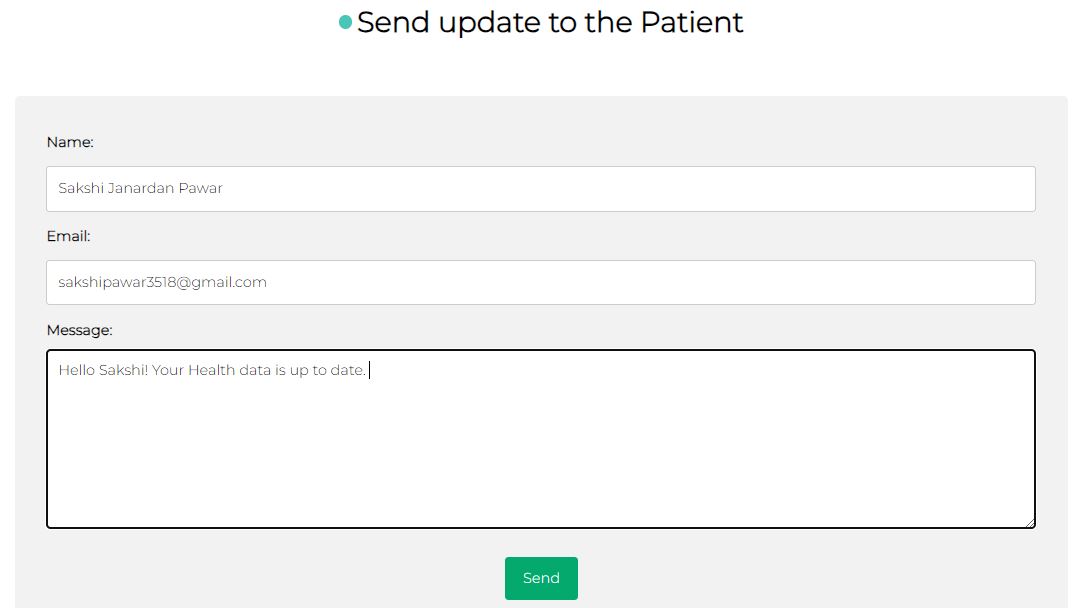 Send update to the Patient
Name:
Sakshi Janardan Pawar
Email:
sakshipawar3518@gmail.com
Message:
Hello Sakshi! Your Health data is up to date.
Send